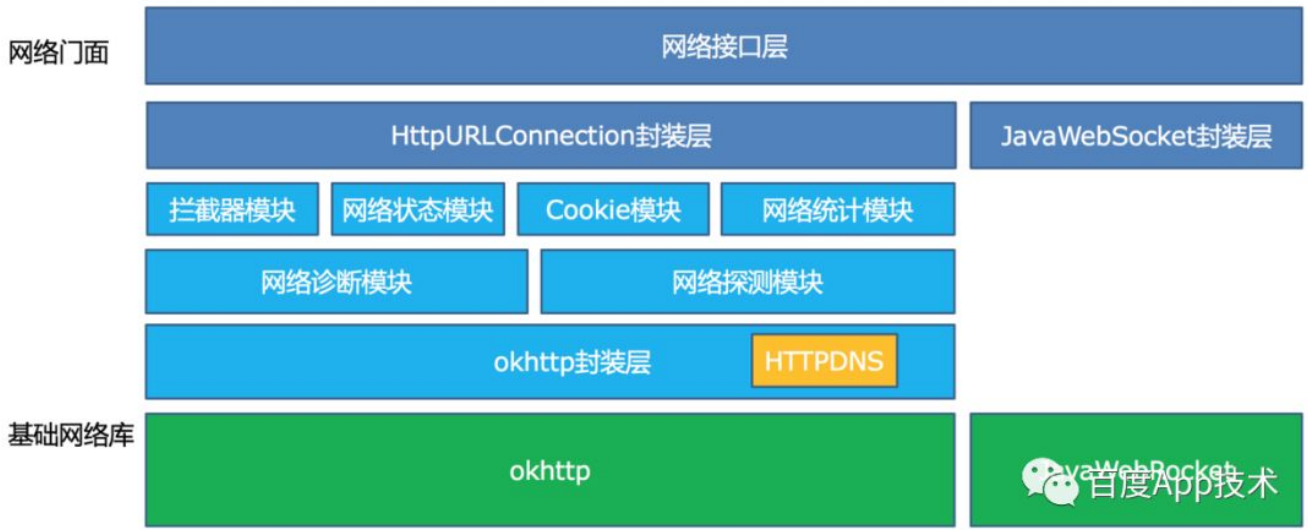 网络门面
网络接口层
HttpURLConnection封装层
JavaWebSocket封装层
拦截器模块
网络状态模块
Cookie模块
网络统计模块
网络诊断模块
网络探测模块
okhttp封装层
HTTPDNS
基础网络库
okhttp
百度App技术